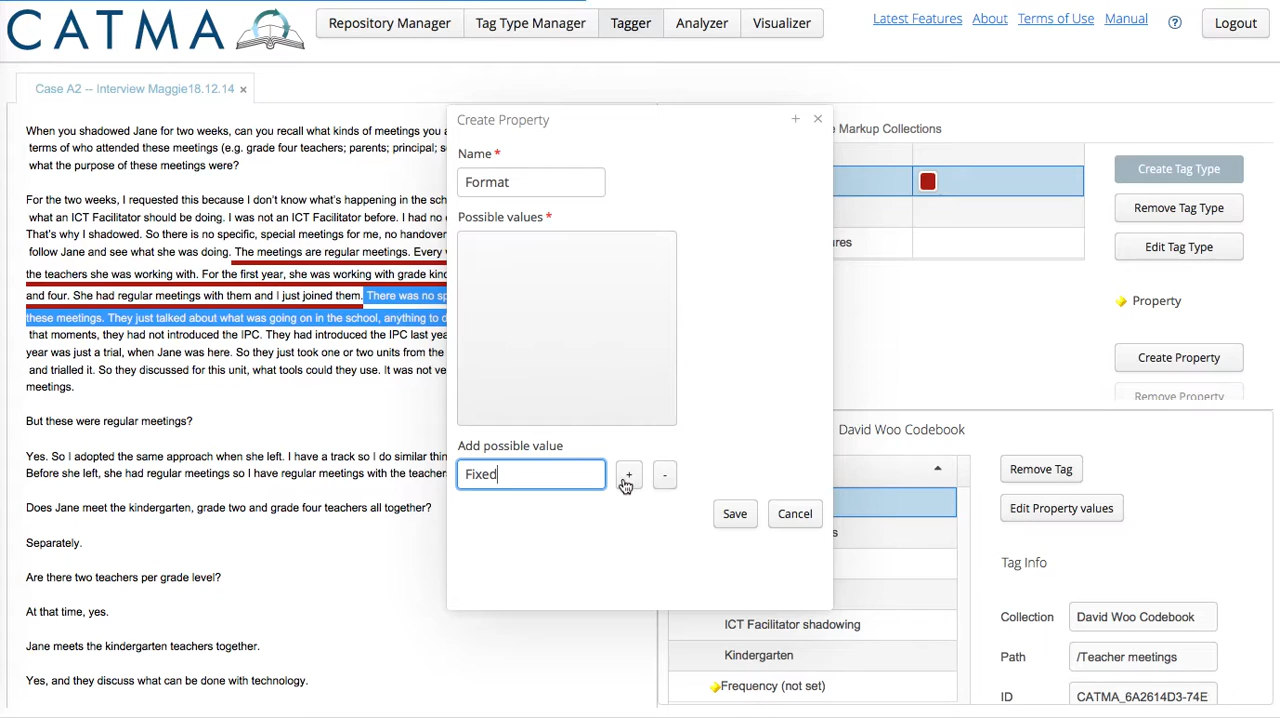 CATMA
Repository Manager
Tag Type Manager
Tagger
Analyzer
Visualizer
Latest Features
About
Terms of Use
Manual
?
Logout
Case A2 -- Interview Maggie18.12.14 ×
When you shadowed Jane for two weeks, can you recall what kinds of meetings you a
terms of who attended these meetings (e.g. grade four teachers; parents; principal; s
what the purpose of these meetings were?
For the two weeks, I requested this because I don't know what's happening in the sch
what an ICT Facilitator should be doing. I was not an ICT Facilitator before. I had no
That's why I shadowed. So there is no specific, special meetings for me, no handover
follow Jane and see what she was doing. The meetings are regular meetings. Every
the teachers she was working with. For the first year, she was working with grade kin
and four. She had regular meetings with them and I just joined them. There was no sp
these meetings. They just talked about what was going on in the school, anything to
that moments, they had not introduced the IPC. They had introduced the IPC last yea
year was just a trial, when Jane was here. So they just took one or two units from the
and trialled it. So they discussed for this unit, what tools could they use. It was not ve
meetings.
But these were regular meetings?
Yes. So I adopted the same approach when she left. I have a track so I do similar thin
Before she left, she had regular meetings so I have regular meetings with the teacher
Does Jane meet the kindergarten, grade two and grade four teachers all together?
Separately.
Are there two teachers per grade level?
At that time, yes.
Jane meets the kindergarten teachers together.
Yes, and they discuss what can be done with technology.
Create Property
+ ×
Name *
Format
Possible values *
Add possible value
Fixed
+
-
Save
Cancel
e Markup Collections
ures
Create Tag Type
Remove Tag Type
Edit Tag Type
Property
Create Property
Remove Property
David Woo Codebook
s
ICT Facilitator shadowing
Kindergarten
Frequency (not set)
Remove Tag
Edit Property values
Tag Info
Collection
David Woo Codebook
Path
/Teacher meetings
ID
CATMA_6A2614D3-74E